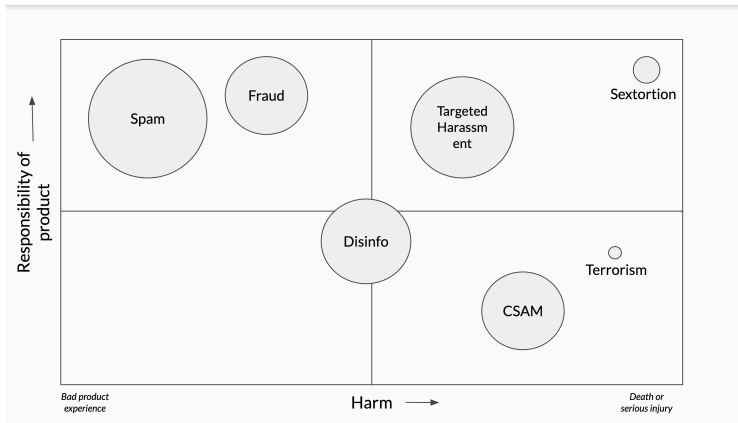 Spam
Fraud
Targeted
Harassm
ent
Sextortion
Responsibility of
product
Disinfo
Terrorism
CSAM
Bad product
experience
Harm
Death or
serious injury